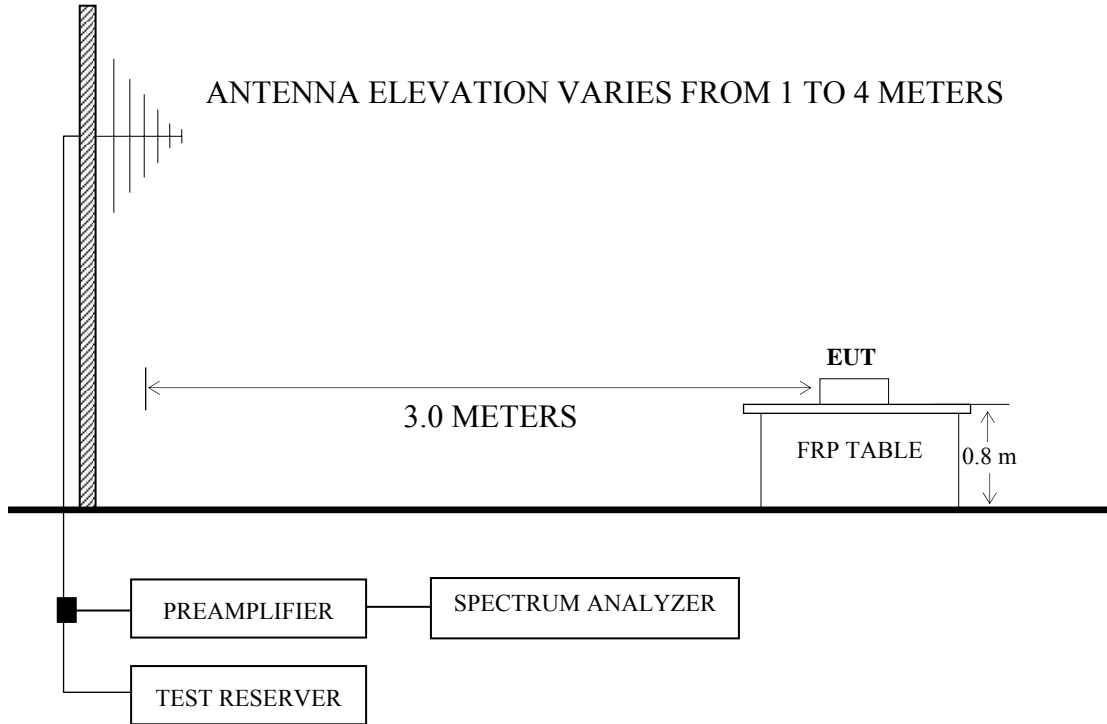 ANTENNA ELEVATION VARIES FROM 1 TO 4 METERS
EUT
3.0 METERS
FRP TABLE
0.8 m
PREAMPLIFIER
SPECTRUM ANALYZER
TEST RESERVER